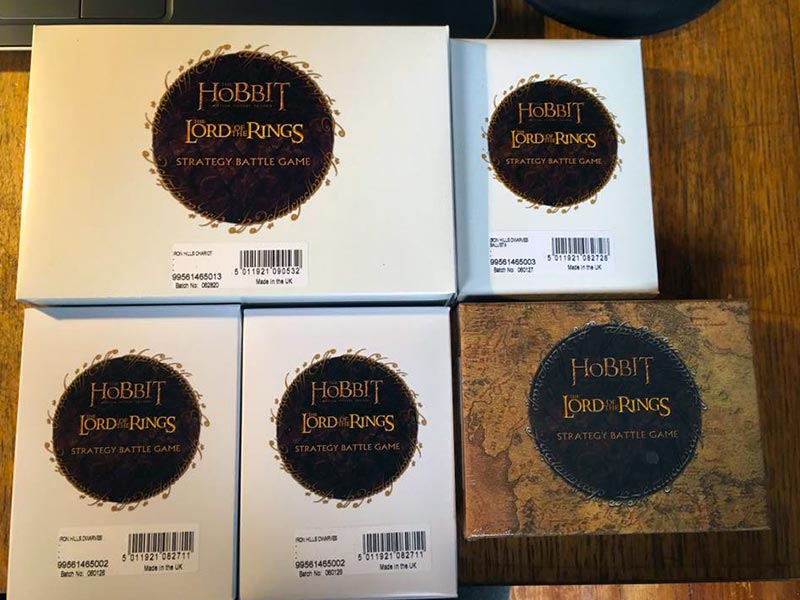 THE
HOBBIT
THE
LORD OF THE RINGS
STRATEGY BATTLE GAME
IRON HILLS CHARIOT
99561465013
Batch No: 062820
5 011921 090532
Made in the UK
THE
HOBBIT
THE
LORD OF THE RINGS
STRATEGY BATTLE GAME
IRON HILLS DWARVES
BALLISTA
99561465003
Batch No: 060127
5 011921 082728
Made in the UK
HOBBIT
THE
LORD OF THE RINGS
STRATEGY BATTLE GAME
IRON HILLS DWARVES
99561465002
Batch No: 060126
5 011921 082711
Made in the UK
HOBBIT
THE
LORD OF THE RINGS
STRATEGY BATTLE GAME
IRON HILLS DWARVES
99561465002
Batch No: 060126
5 011921 082711
Made in the UK
HOBBIT
THE
LORD OF THE RINGS
STRATEGY BATTLE GAME